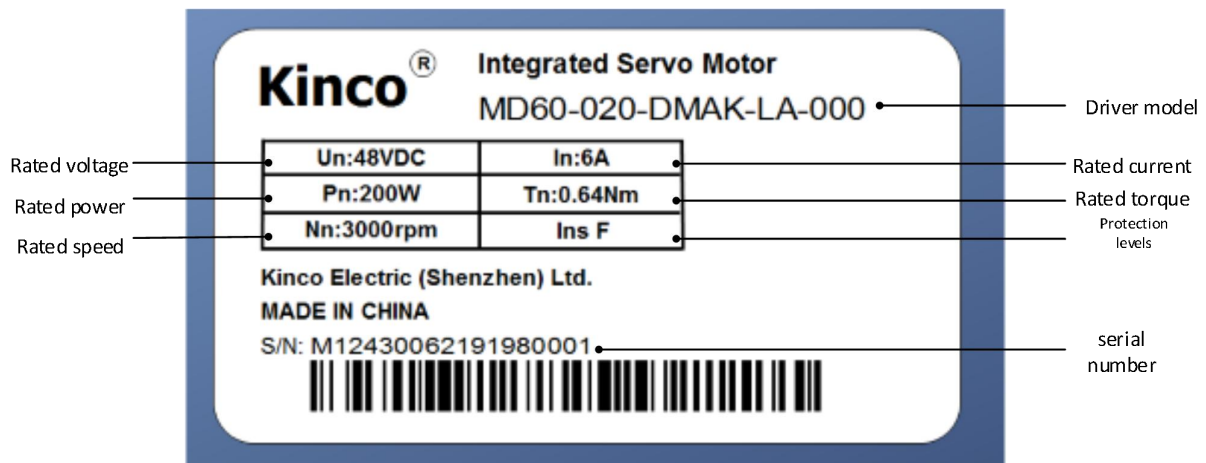 Kinco®
Integrated Servo Motor
MD60-020-DMAK-LA-000
Driver model
Rated voltage
Un:48VDC
In:6A
Rated current
Rated power
Pn:200W
Tn:0.64Nm
Rated torque
Rated speed
Nn:3000rpm
Ins F
Protection
levels
Kinco Electric (Shenzhen) Ltd.
MADE IN CHINA
S/N: M12430062191980001
serial
number